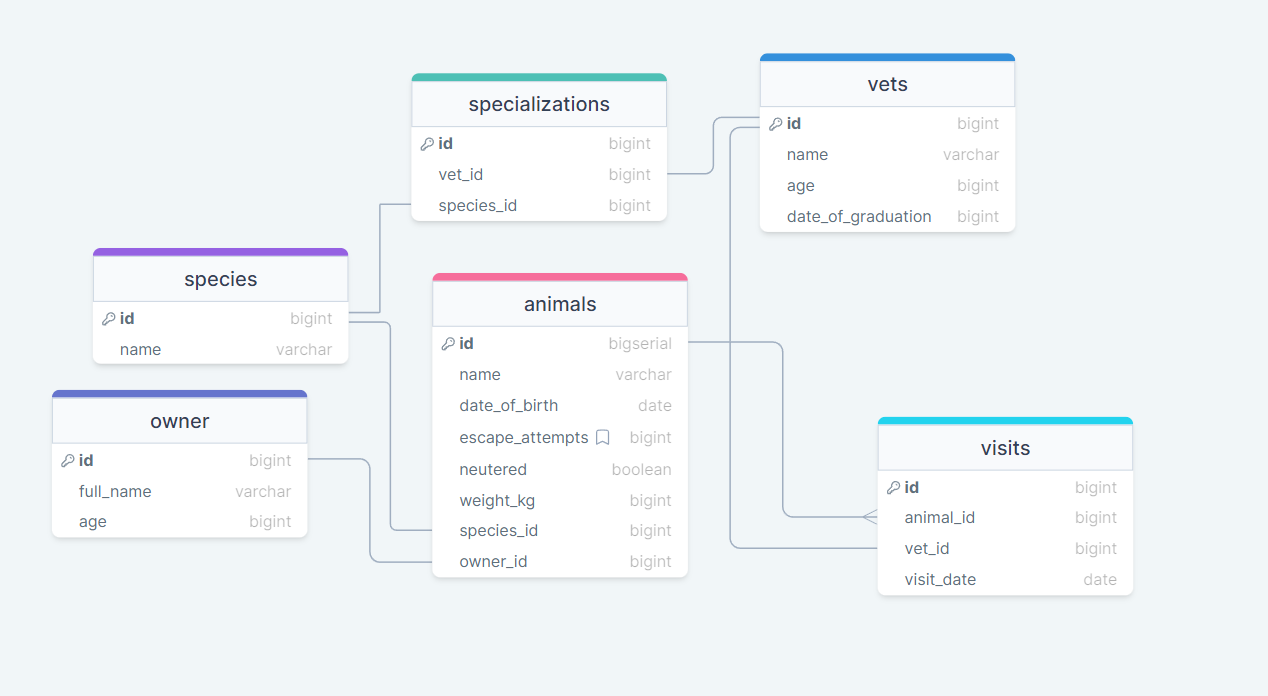 specializations
id bigint
vet_id bigint
species_id bigint
vets
id bigint
name varchar
age bigint
date_of_graduation bigint
species
id bigint
name varchar
animals
id bigserial
name varchar
date_of_birth date
escape_attempts bigint
neutered boolean
weight_kg bigint
species_id bigint
owner_id bigint
owner
id bigint
full_name varchar
age bigint
visits
id bigint
animal_id bigint
vet_id bigint
visit_date date